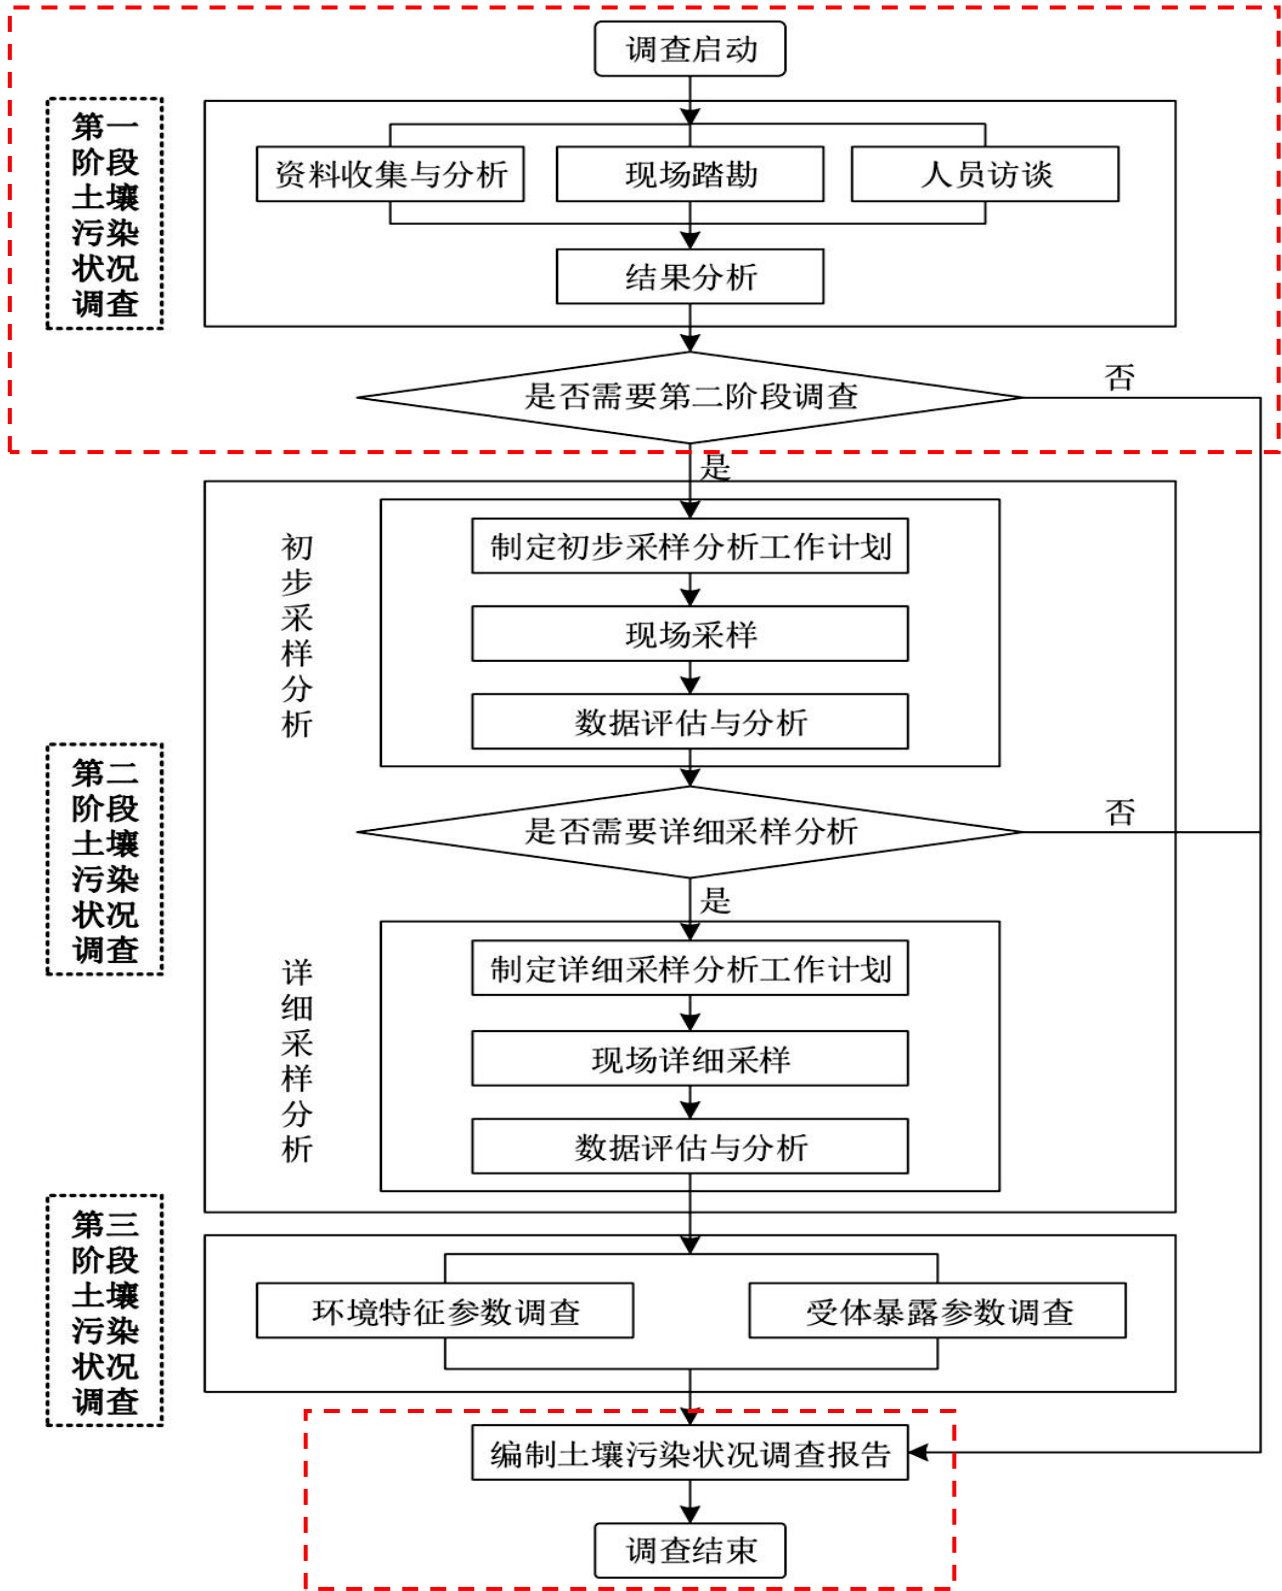 调查启动
第一
阶段
土壤
污染
状况
调查
资料收集与分析
现场踏勘
人员访谈
结果分析
是否需要第二阶段调查
否
是
初
步
采
样
分
析
制定初步采样分析工作计划
现场采样
数据评估与分析
第二
阶段
土壤
污染
状况
调查
是否需要详细采样分析
否
是
详
细
采
样
分
析
制定详细采样分析工作计划
现场详细采样
数据评估与分析
第三
阶段
土壤
污染
状况
调查
环境特征参数调查
受体暴露参数调查
编制土壤污染状况调查报告
调查结束